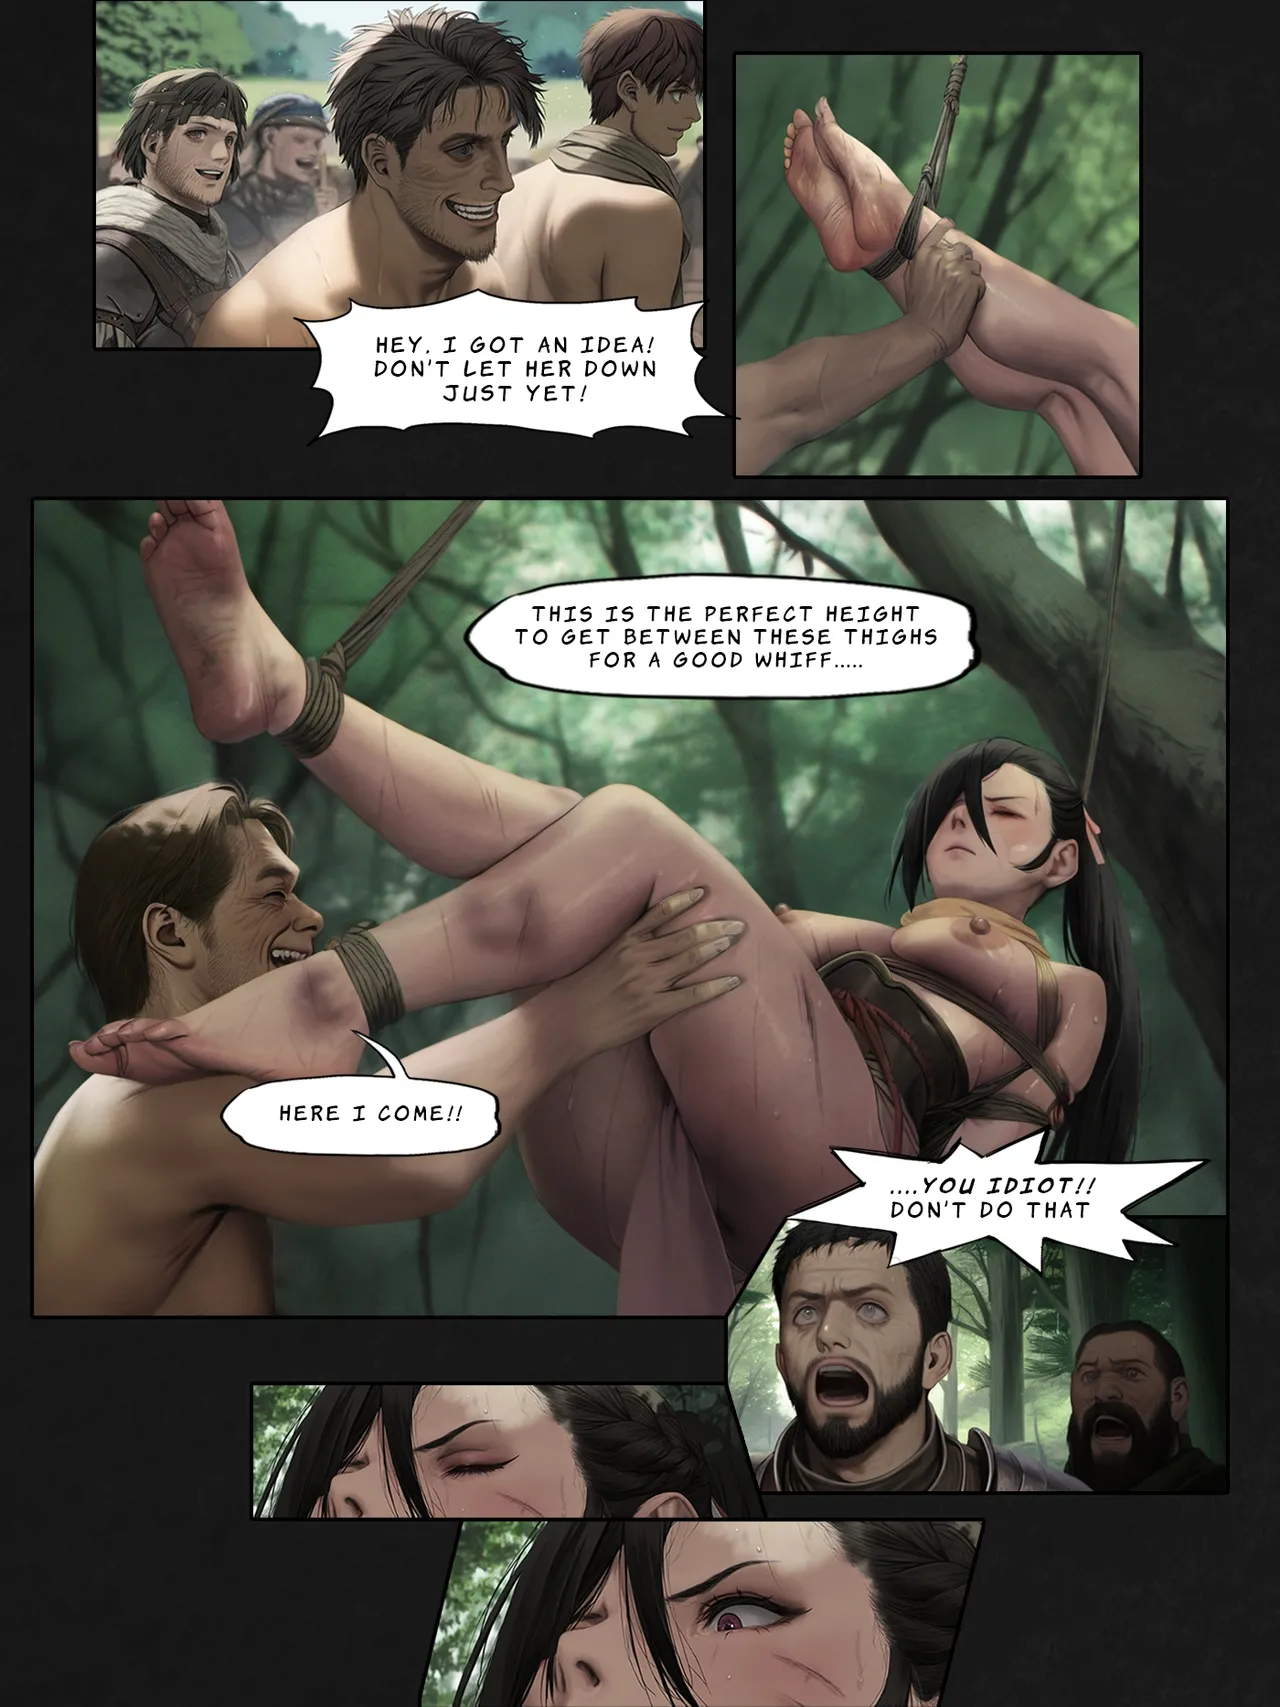 HEY, I GOT AN IDEA!
DON'T LET HER DOWN
JUST YET!
THIS IS THE PERFECT HEIGHT
TO GET BETWEEN THESE THIGHS
FOR A GOOD WHIFF.....
HERE I COME!!
....YOU IDIOT!!
DON'T DO THAT